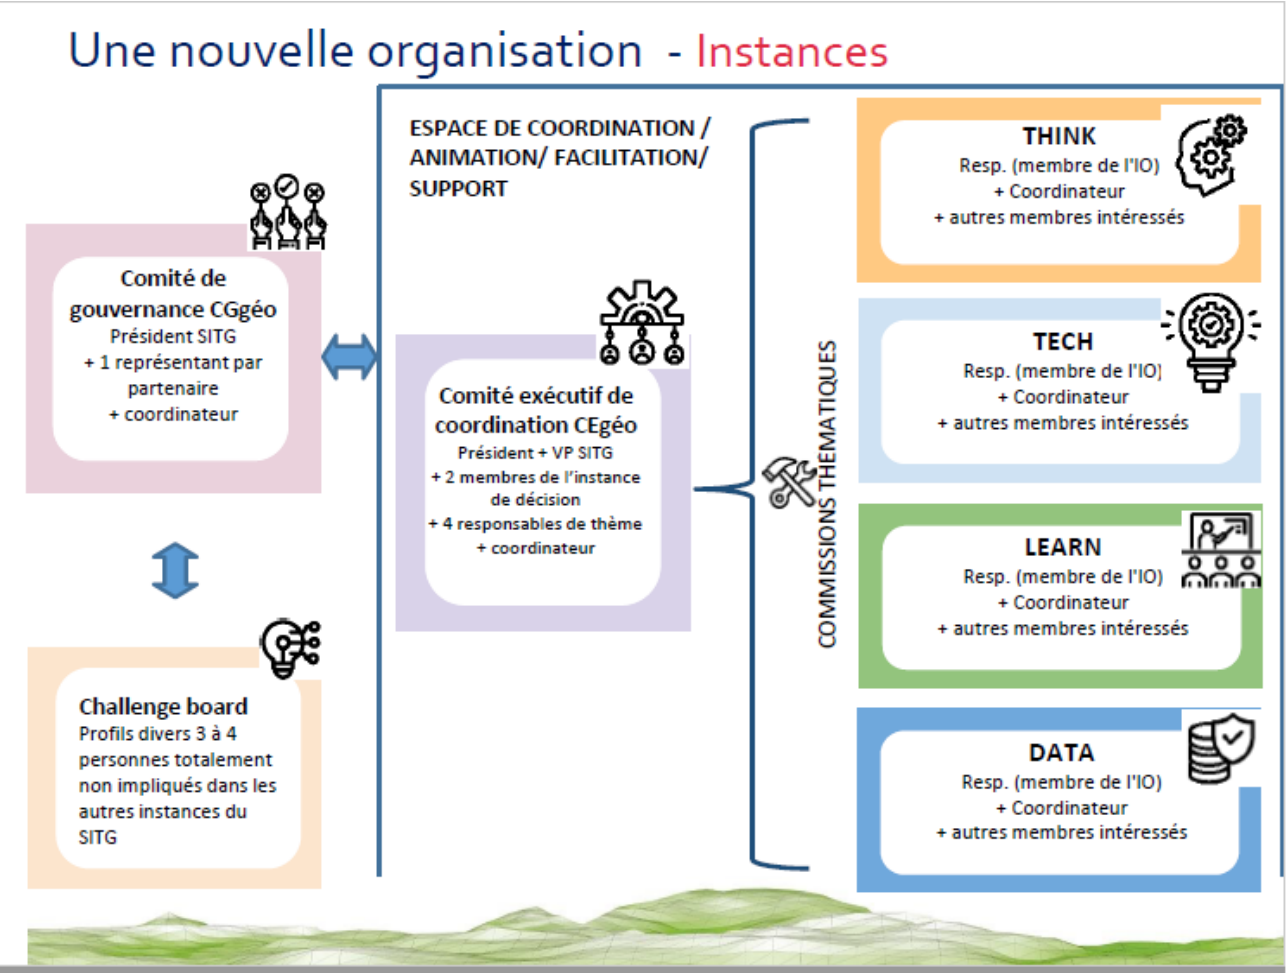 Une nouvelle organisation - Instances
ESPACE DE COORDINATION /
ANIMATION/ FACILITATION/
SUPPORT
Comité de
gouvernance CGgéo
Président SITG
+ 1 représentant par
partenaire
+ coordinateur
Challenge board
Profils divers 3 à 4
personnes totalement
non impliqués dans les
autres instances du
SITG
Comité exécutif de
coordination CEgéo
Président + VP SITG
+ 2 membres de l'instance
de décision
+ 4 responsables de thème
+ coordinateur
COMMISSIONS THÉMATIQUES
THINK
Resp. (membre de l'IO)
+ Coordinateur
+ autres membres intéressés
TECH
Resp. (membre de l'IO)
+ Coordinateur
+ autres membres intéressés
LEARN
Resp. (membre de l'IO)
+ Coordinateur
+ autres membres intéressés
DATA
Resp. (membre de l'IO)
+ Coordinateur
+ autres membres intéressés